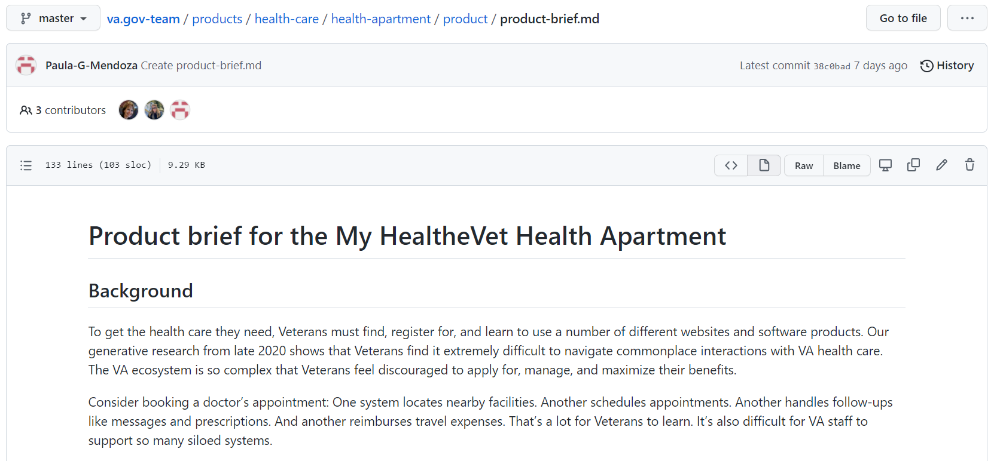 master
va.gov-team / products / health-care / health-apartment / product / product-brief.md
Go to file
Paula-G-Mendoza Create product-brief.md
Latest commit 38c0bad 7 days ago
History
3 contributors
133 lines (103 sloc)
9.29 KB
Raw
Blame
Product brief for the My HealtheVet Health Apartment
Background
To get the health care they need, Veterans must find, register for, and learn to use a number of different websites and software products. Our
generative research from late 2020 shows that Veterans find it extremely difficult to navigate commonplace interactions with VA health care.
The VA ecosystem is so complex that Veterans feel discouraged to apply for, manage, and maximize their benefits.
Consider booking a doctor’s appointment: One system locates nearby facilities. Another schedules appointments. Another handles follow-ups
like messages and prescriptions. And another reimburses travel expenses. That’s a lot for Veterans to learn. It’s also difficult for VA staff to
support so many siloed systems.